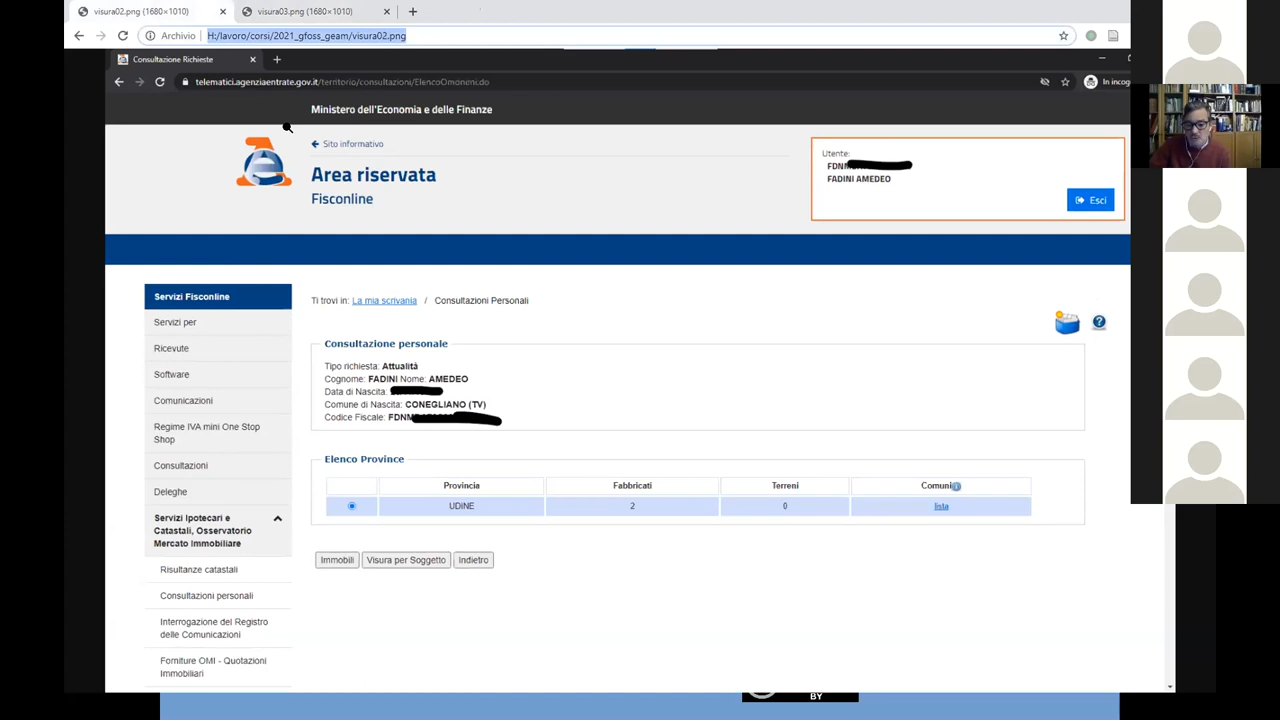 visura02.png (1680×1010)
visura03.png (1680×1010)
Archivio
H:/lavoro/corsi/2021_gfoss_geam/visura02.png
Consultazione Richieste
telematici.agenziaentrate.gov.it/territorio/consultazioni/ElencoOmonimi.do
In incog
Ministero dell'Economia e delle Finanze
Sito informativo
Area riservata
Fisconline
Utente:
FDNM
FADINI AMEDEO
Esci
Servizi Fisconline
Servizi per
Ricevute
Software
Comunicazioni
Regime IVA mini One Stop
Shop
Consultazioni
Deleghe
Servizi Ipotecari e
Catastali, Osservatorio
Mercato Immobiliare
Risultanze catastali
Consultazioni personali
Interrogazione del Registro
delle Comunicazioni
Forniture OMI - Quotazioni
Immobiliari
Ti trovi in: La mia scrivania / Consultazioni Personali
Consultazione personale
Tipo richiesta: Attualità
Cognome: FADINI Nome: AMEDEO
Data di Nascita:
Comune di Nascita: CONEGLIANO (TV)
Codice Fiscale: FDNM
Elenco Province
Provincia Fabbricati Terreni Comuni
UDINE 2 0 lista
Immobili Visura per Soggetto Indietro
BY